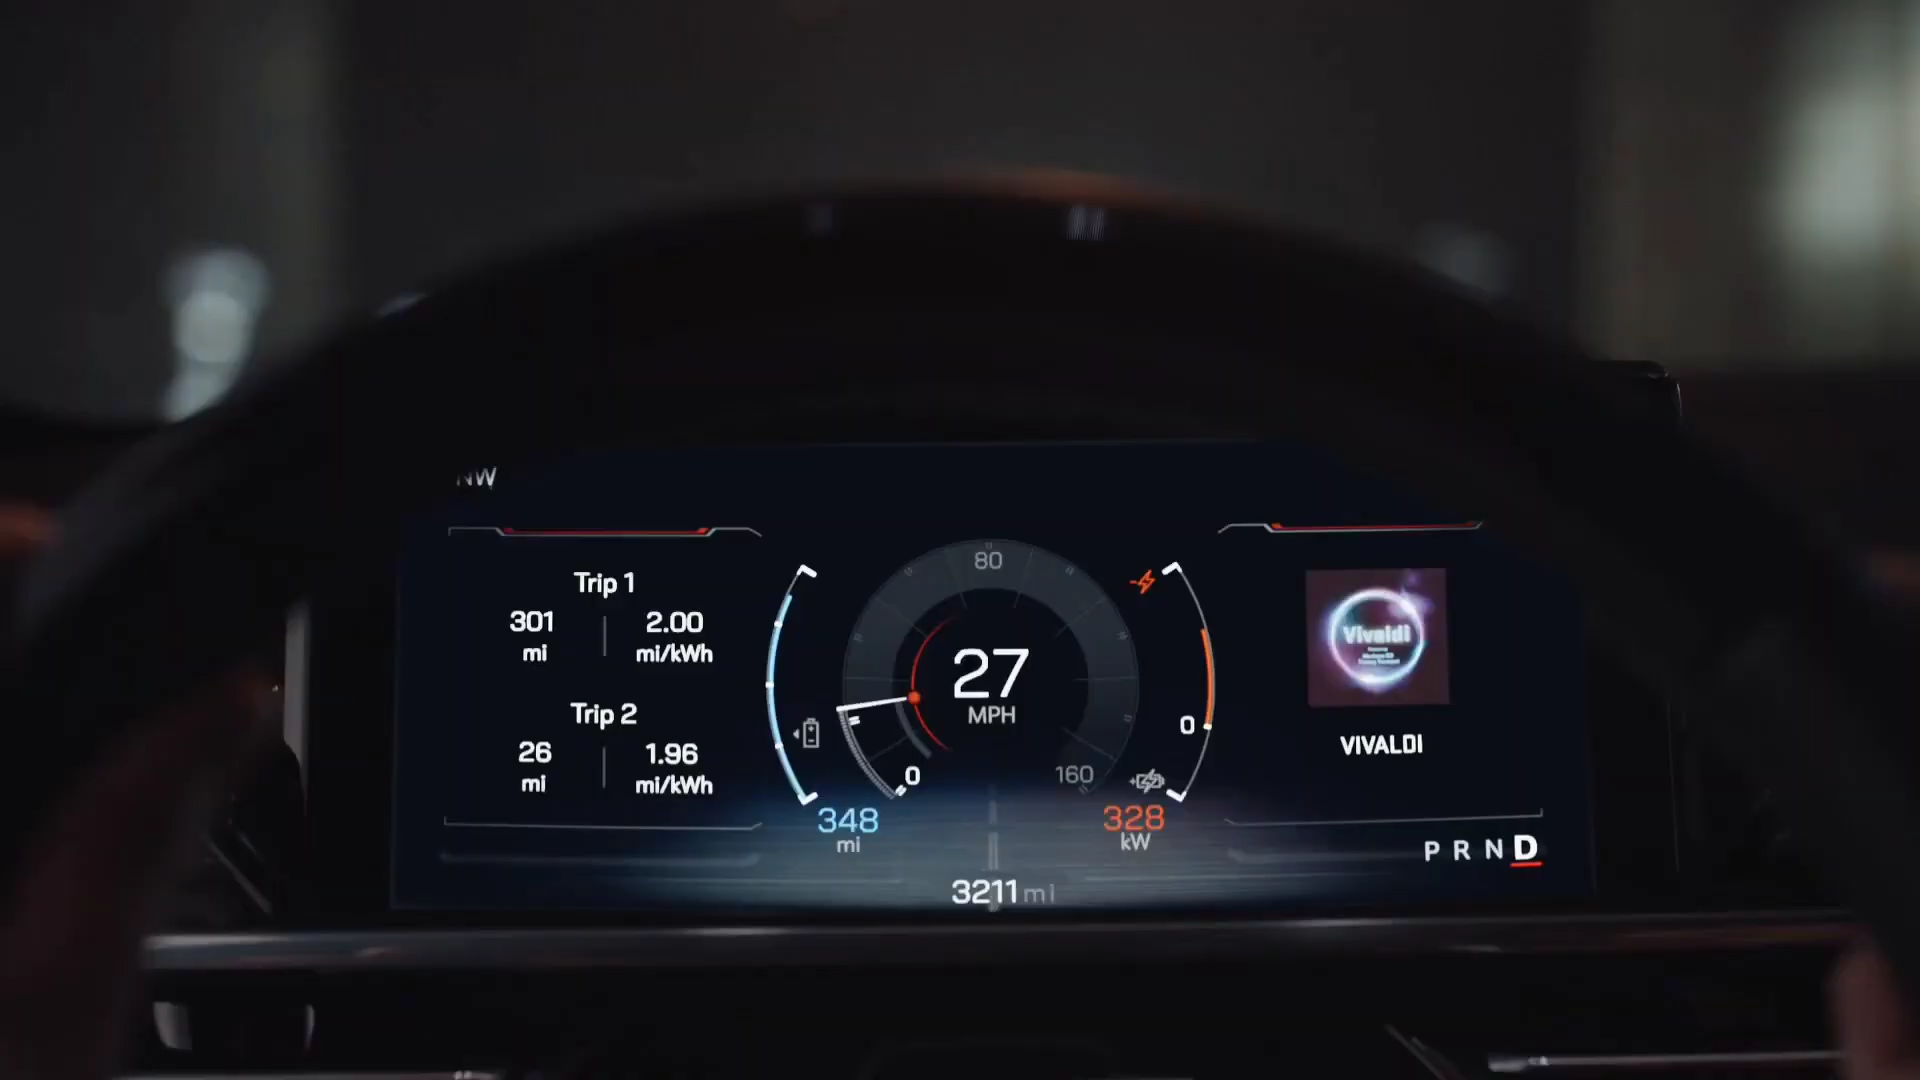 NW
Trip 1
301 mi
2.00 mi/kWh
Trip 2
26 mi
1.96 mi/kWh
80
27
MPH
0
160
348
mi
0
328
kW
3211 mi
Vivaldi
VIVALDI
P R N D